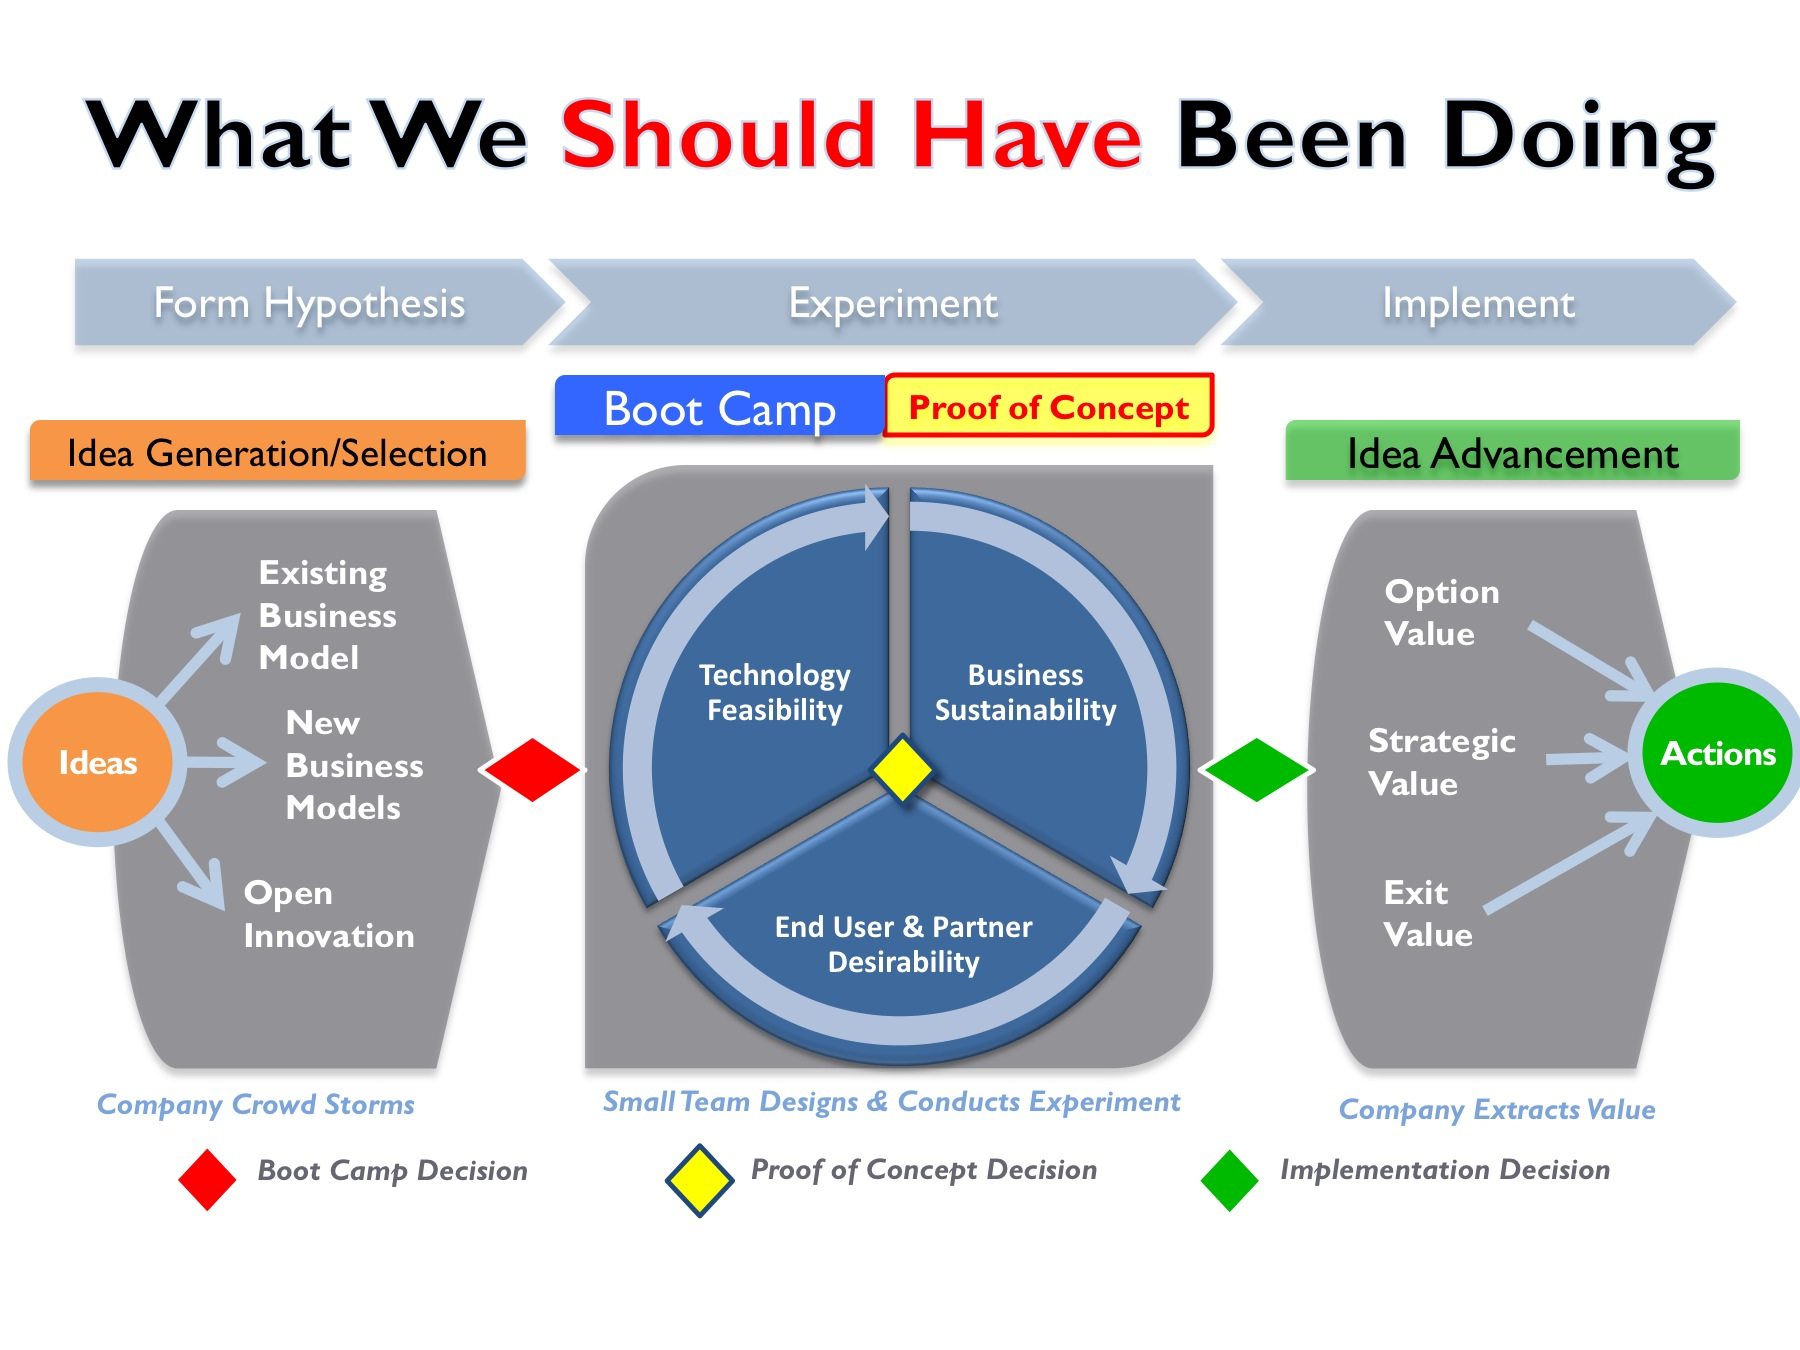 What We Should Have Been Doing
Form Hypothesis
Experiment
Implement
Boot Camp
Proof of Concept
Idea Generation/Selection
Idea Advancement
Ideas
Existing
Business
Model
New
Business
Models
Open
Innovation
Technology
Feasibility
Business
Sustainability
End User & Partner
Desirability
Option
Value
Strategic
Value
Exit
Value
Actions
Company Crowd Storms
Small Team Designs & Conducts Experiment
Company Extracts Value
Boot Camp Decision
Proof of Concept Decision
Implementation Decision